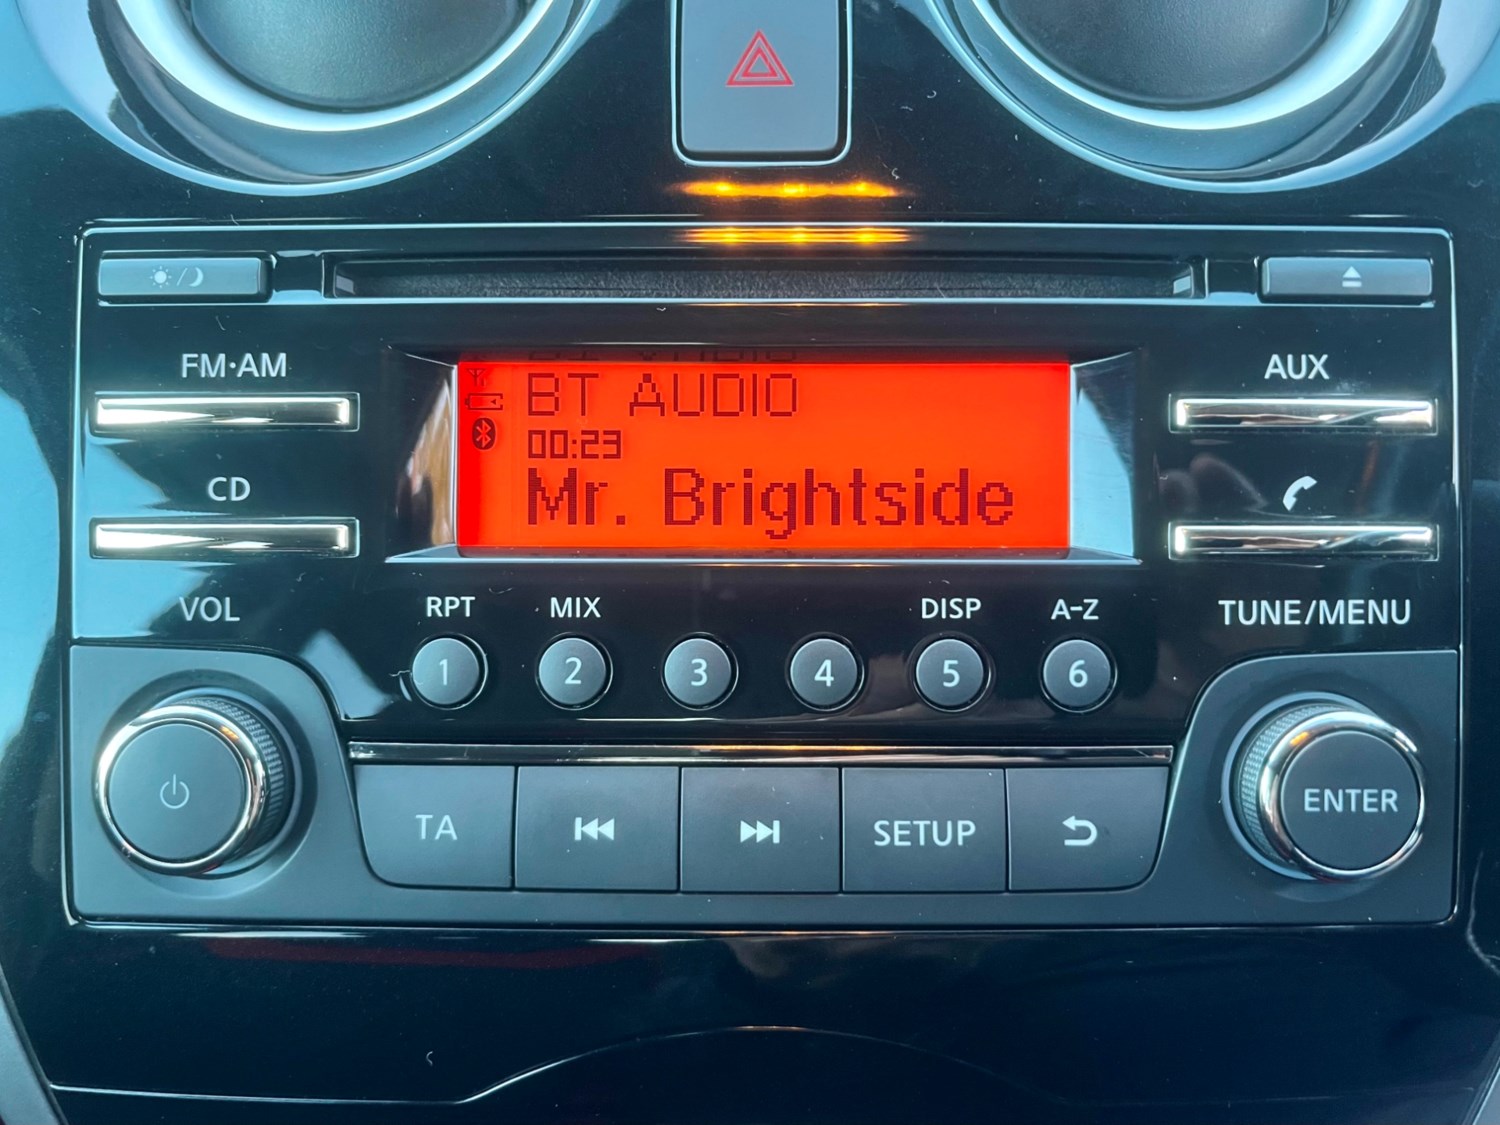 FM·AM
AUX
BT AUDIO
00:23
Mr. Brightside
CD
VOL
RPT
MIX
DISP
A-Z
TUNE/MENU
1
2
3
4
5
6
TA
SETUP
ENTER